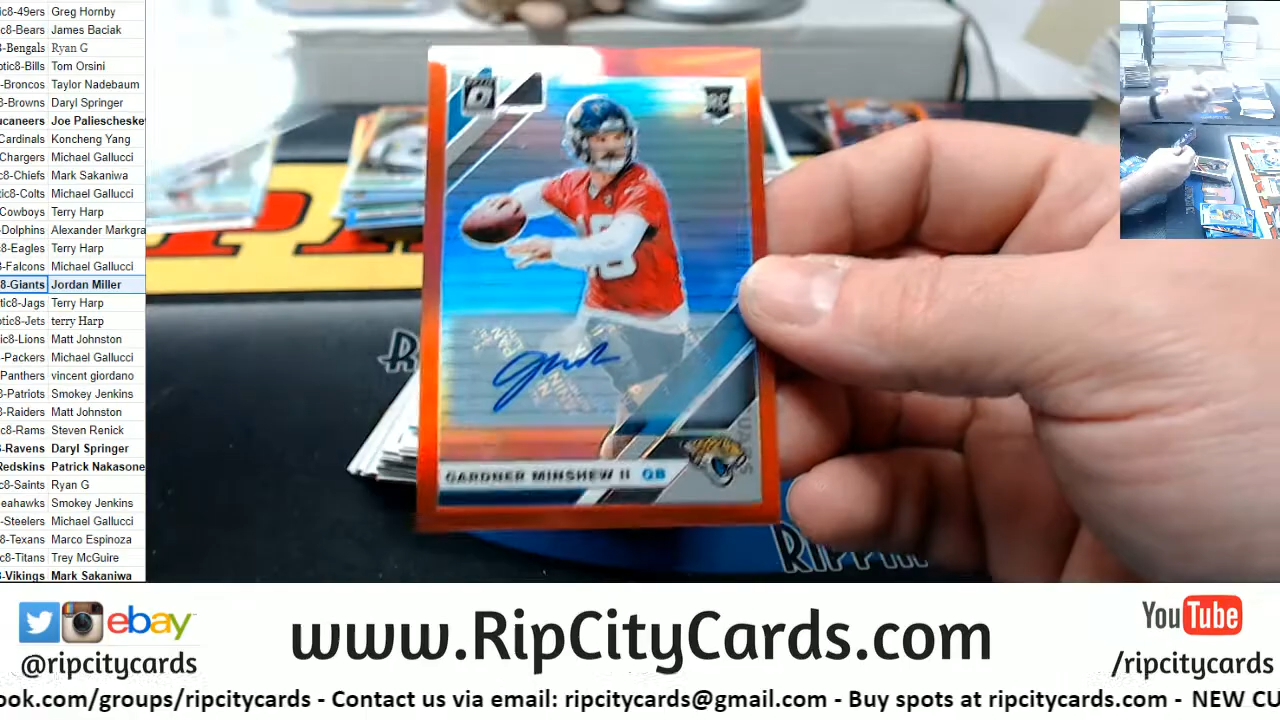 ic8-49ers Greg Hornby
c8-Bears James Baciak
-Bengals Ryan G
otic8-Bills Tom Orsini
-Broncos Taylor Nadebaum
8-Browns Daryl Springer
ucaneers Joe Paliescheske
Cardinals Koncheng Yang
Chargers Michael Gallucci
c8-Chiefs Mark Sakaniwa
tic8-Colts Michael Gallucci
Cowboys Terry Harp
-Dolphins Alexander Markgra
8-Eagles Terry Harp
8-Falcons Michael Gallucci
8-Giants Jordan Miller
tic8-Jags Terry Harp
otic8-Jets terry Harp
ic8-Lions Matt Johnston
-Packers Michael Gallucci
Panthers vincent giordano
8-Patriots Smokey Jenkins
8-Raiders Matt Johnston
c8-Rams Steven Renick
-Ravens Daryl Springer
Redskins Patrick Nakasone
c8-Saints Ryan G
eahawks Smokey Jenkins
-Steelers Michael Gallucci
8-Texans Marco Espinoza
c8-Titans Trey McGuire
8-Vikings Mark Sakaniwa
RC
18
GARDNER MINSHEW II QB
RIPPIN
ebay
@ripcitycards
www.RipCityCards.com
YouTube
/ripcitycards
ook.com/groups/ripcitycards - Contact us via email: ripcitycards@gmail.com - Buy spots at ripcitycards.com - NEW CU